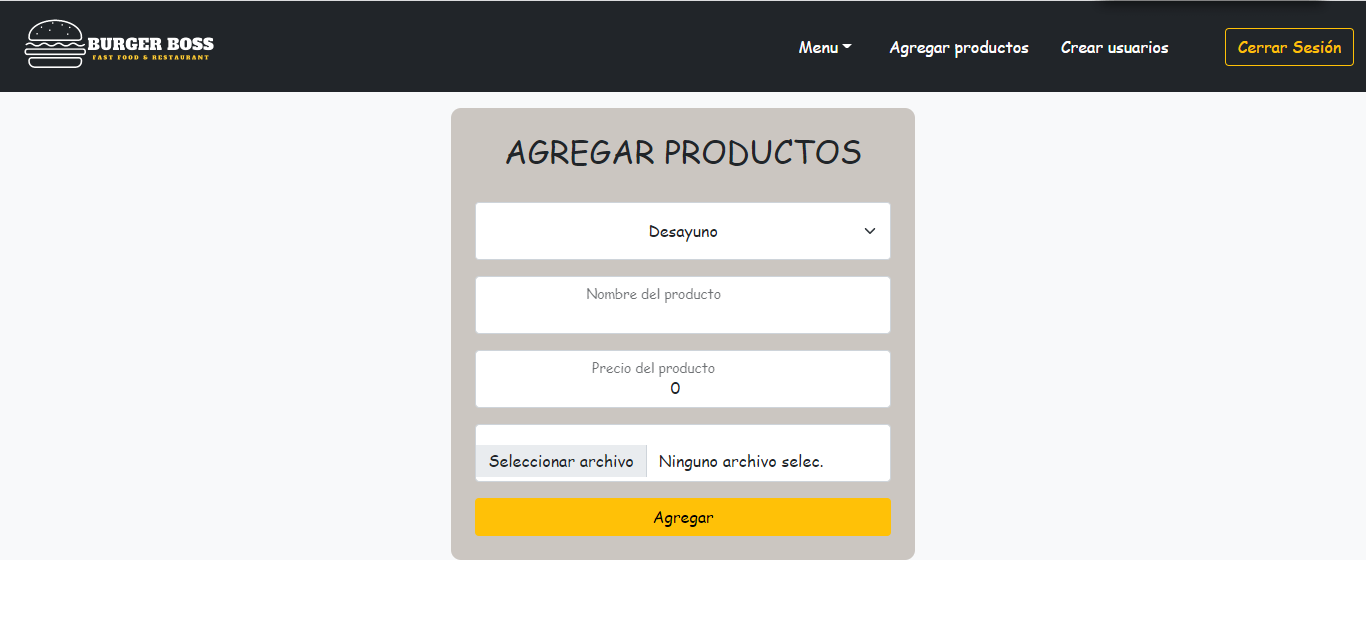 BURGER BOSS
FAST FOOD & RESTAURANT
Menu
Agregar productos
Crear usuarios
Cerrar Sesión
AGREGAR PRODUCTOS
Desayuno
Nombre del producto
Precio del producto
0
Seleccionar archivo Ninguno archivo selec.
Agregar